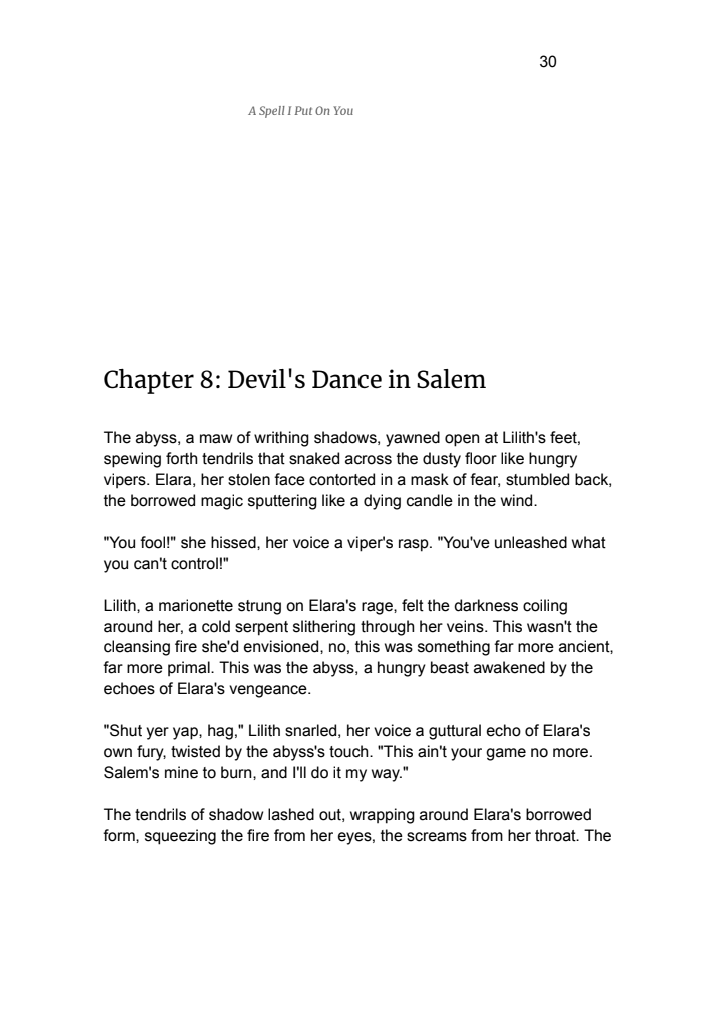 30
A Spell I Put On You
Chapter 8: Devil's Dance in Salem
The abyss, a maw of writhing shadows, yawned open at Lilith's feet,
spewing forth tendrils that snaked across the dusty floor like hungry
vipers. Elara, her stolen face contorted in a mask of fear, stumbled back,
the borrowed magic sputtering like a dying candle in the wind.
"You fool!" she hissed, her voice a viper's rasp. "You've unleashed what
you can't control!"
Lilith, a marionette strung on Elara's rage, felt the darkness coiling
around her, a cold serpent slithering through her veins. This wasn't the
cleansing fire she'd envisioned, no, this was something far more ancient,
far more primal. This was the abyss, a hungry beast awakened by the
echoes of Elara's vengeance.
"Shut yer yap, hag," Lilith snarled, her voice a guttural echo of Elara's
own fury, twisted by the abyss's touch. "This ain't your game no more.
Salem's mine to burn, and I'll do it my way."
The tendrils of shadow lashed out, wrapping around Elara's borrowed
form, squeezing the fire from her eyes, the screams from her throat. The